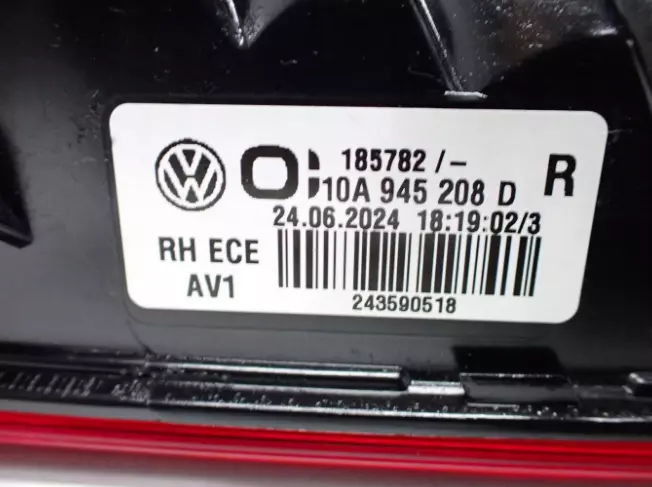 185782/-
10A 945 208 D
R
24.06.2024 18:19:02/3
RH ECE
AV1
243590518